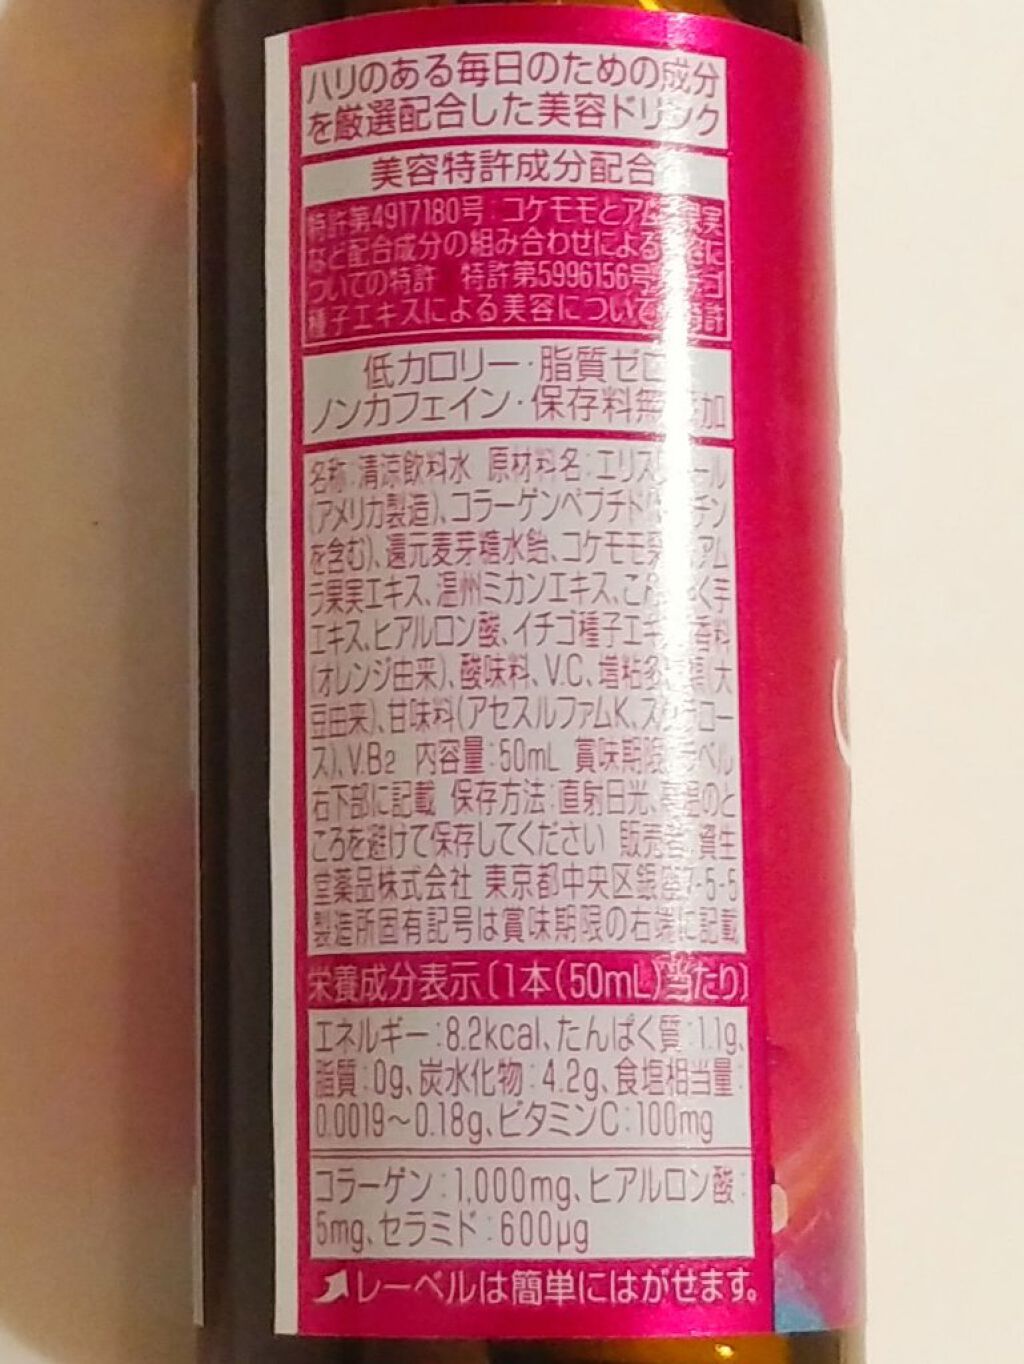 ハリのある毎日のための成分
を厳選配合した美容ドリンク
美容特許成分配合
特許第4917180号:コケモモとアム 果実
など配合成分の組み合わせによる 容に
ついての特許 特許第5996156号 チゴ
種子エキスによる美容について 特許
低カロリー・脂質ゼロ
ノンカフェイン・保存料無 加
名称:清涼飲料水 原材料名:エリス ール
(アメリカ製造)、コラーゲンペプチド( チン
を含む)、還元麦芽糖水飴、コケモモ アム
ラ果実エキス、温州ミカンエキス、こん く芋
エキス、ヒアルロン酸、イチゴ種子エキ 香料
(オレンジ由来)、酸味料、V.C、増粘多 (大
豆由来)、甘味料(アセスルファムK、スクラロー
ス)、V.B2 内容量:50mL 賞味期限 ラベル
右下部に記載 保存方法:直射日光、高温のと
ころを避けて保存してください 販売者:資生
堂薬品株式会社 東京都中央区銀座7-5-5
製造所固有記号は賞味期限の右端に記載
栄養成分表示〔1本(50mL)当たり〕
エネルギー:8.2kcal、たんぱく質:1.1g、
脂質:0g、炭水化物:4.2g、食塩相当量:
0.0019〜0.18g、ビタミンC:100mg
コラーゲン:1,000mg、ヒアルロン酸:
5mg、セラミド:600μg
レーベルは簡単にはがせます。